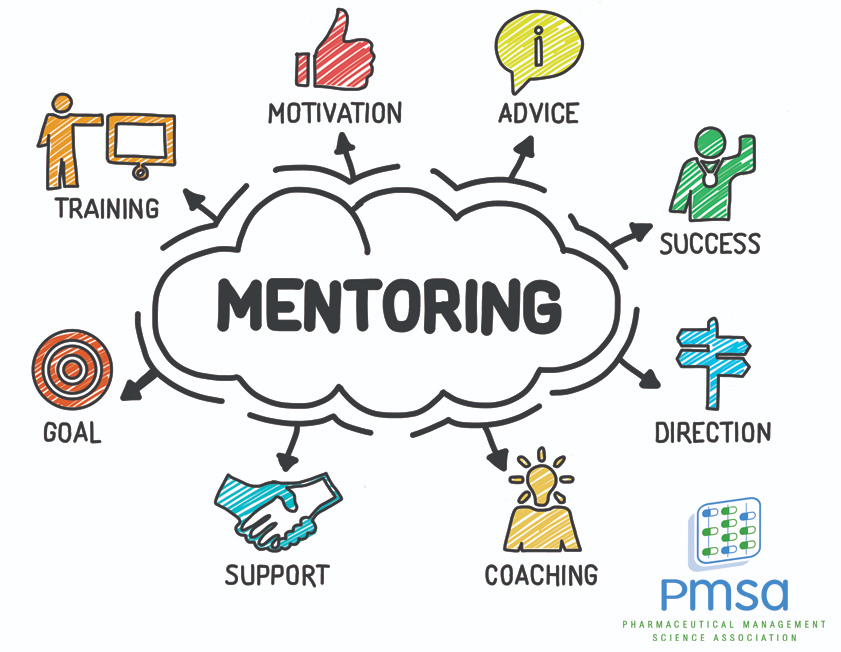 MOTIVATION
ADVICE
TRAINING
SUCCESS
MENTORING
GOAL
DIRECTION
SUPPORT
COACHING
i
pmsa
PHARMACEUTICAL MANAGEMENT
SCIENCE ASSOCIATION